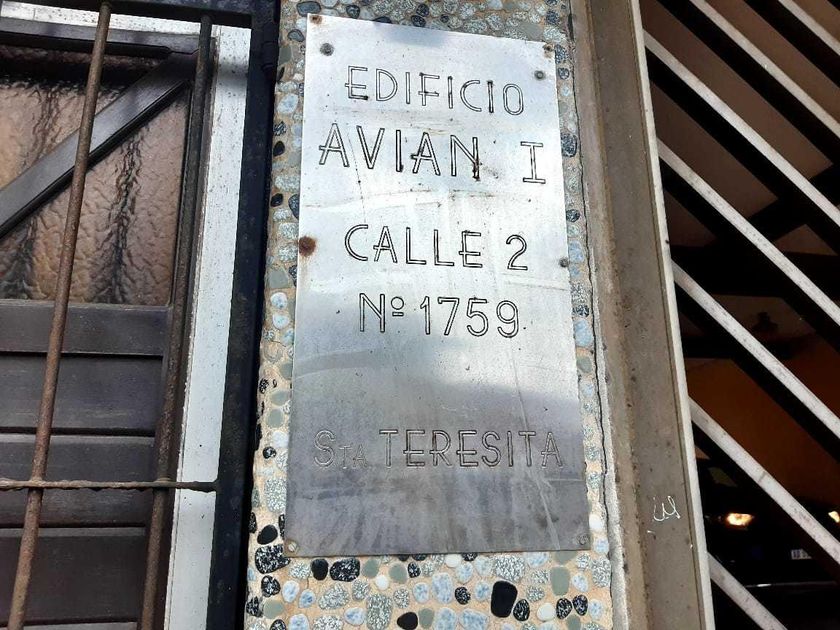 EDIFICIO
AVIAN I
CALLE 2
Nº 1759
STA TERESITA